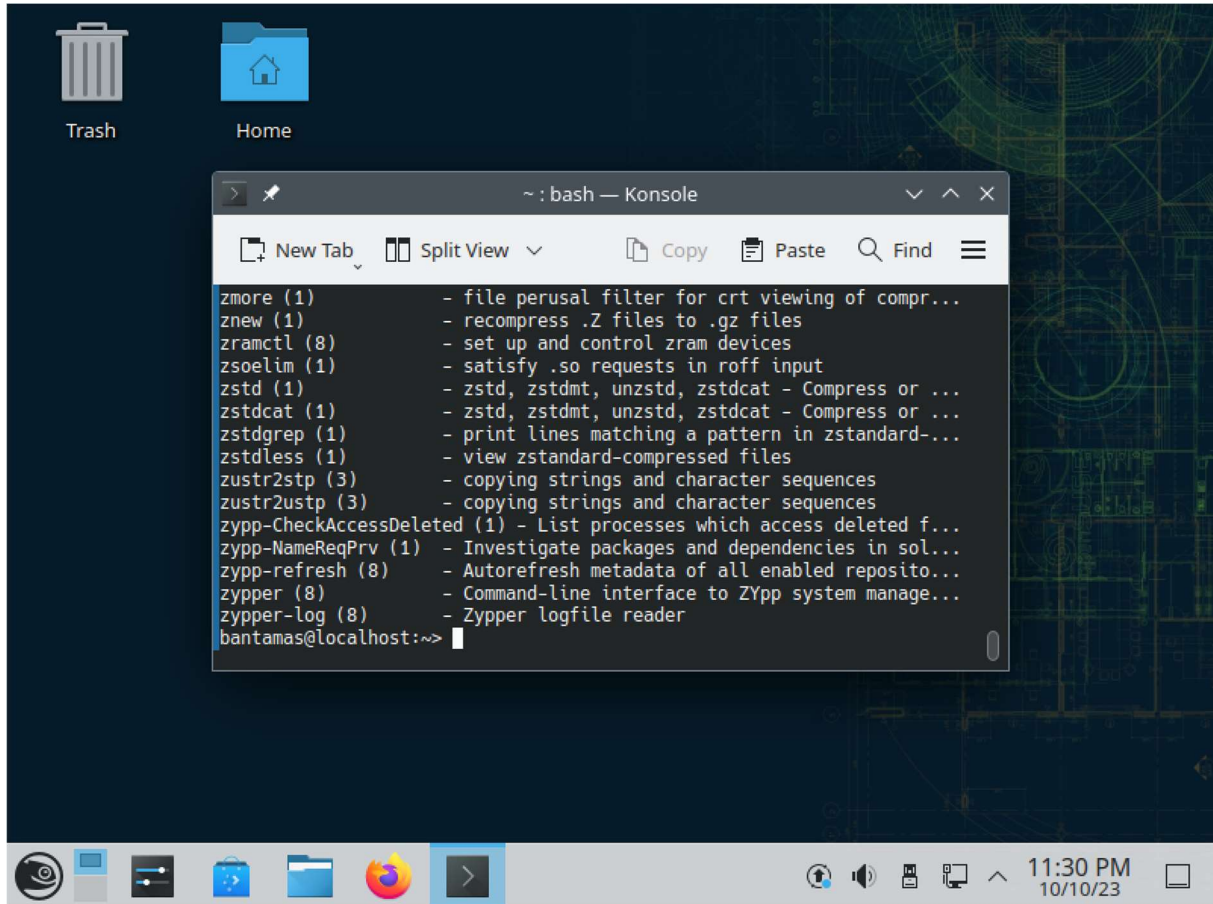 Trash
Home
~ : bash — Konsole
New Tab
Split View
Copy
Paste
Find
zmore (1) - file perusal filter for crt viewing of compr...
znew (1) - recompress .Z files to .gz files
zramctl (8) - set up and control zram devices
zsoelim (1) - satisfy .so requests in roff input
zstd (1) - zstd, zstdmt, unzstd, zstdcat - Compress or ...
zstdcat (1) - zstd, zstdmt, unzstd, zstdcat - Compress or ...
zstdgrep (1) - print lines matching a pattern in zstandard-...
zstdless (1) - view zstandard-compressed files
zustr2stp (3) - copying strings and character sequences
zustr2ustp (3) - copying strings and character sequences
zypp-CheckAccessDeleted (1) - List processes which access deleted f...
zypp-NameReqPrv (1) - Investigate packages and dependencies in sol...
zypp-refresh (8) - Autorefresh metadata of all enabled reposito...
zypper (8) - Command-line interface to ZYpp system manage...
zypper-log (8) - Zypper logfile reader
bantamas@localhost:~>
11:30 PM
10/10/23